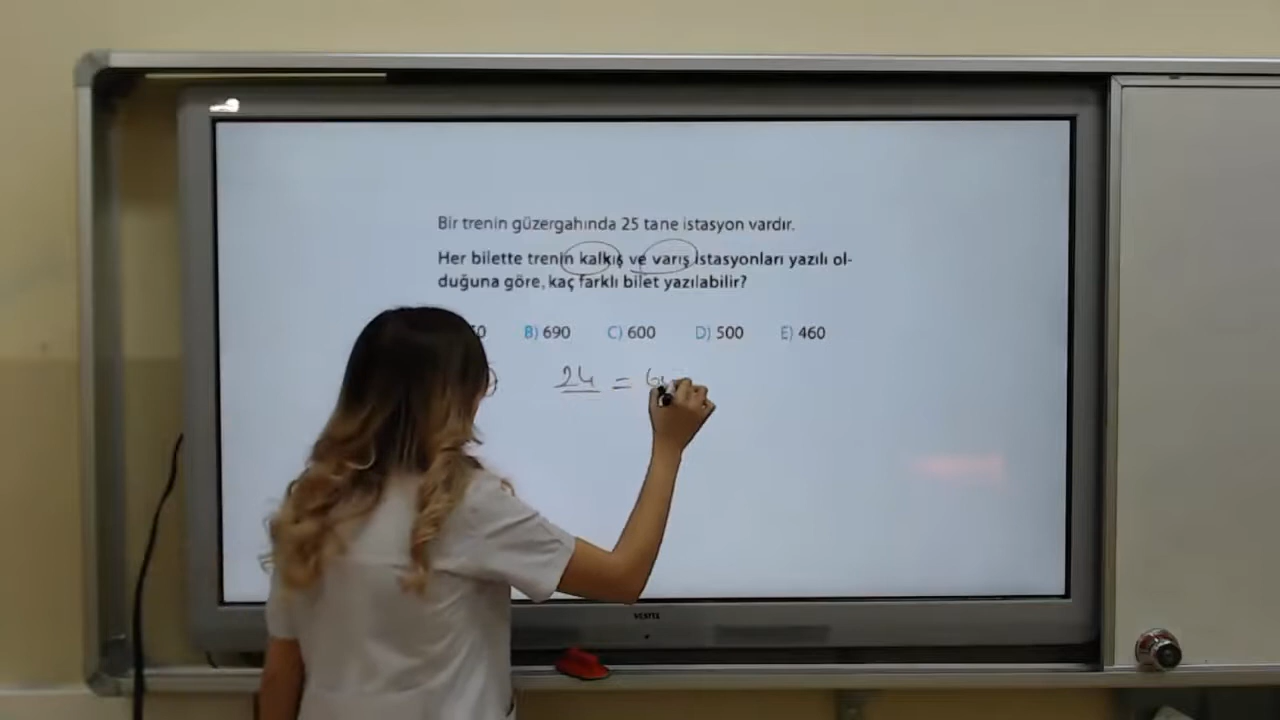 Bir trenin güzergahında 25 tane istasyon vardır.
Her bilette trenin kalkış ve varış istasyonları yazılı ol-
duğuna göre, kaç farklı bilet yazılabilir?
B) 690 C) 600 D) 500 E) 460
24 =
VESTEL